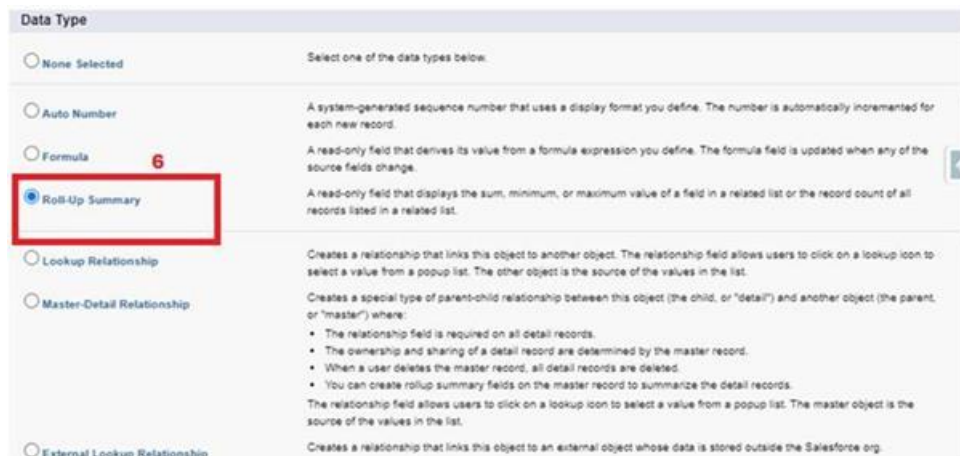 Data Type
None Selected Select one of the data types below.
Auto Number A system-generated sequence number that uses a display format you define. The number is automatically incremented for
each new record.
Formula A read-only field that derives its value from a formula expression you define. The formula field is updated when any of the
source fields change.
6
Roll-Up Summary A read-only field that displays the sum, minimum, or maximum value of a field in a related list or the record count of all
records listed in a related list.
Lookup Relationship Creates a relationship that links this object to another object. The relationship field allows users to click on a lookup icon to
select a value from a popup list. The other object is the source of the values in the list.
Master-Detail Relationship Creates a special type of parent-child relationship between this object (the child, or "detail") and another object (the parent,
or "master") where:
• The relationship field is required on all detail records.
• The ownership and sharing of a detail record are determined by the master record.
• When a user deletes the master record, all detail records are deleted.
• You can create rollup summary fields on the master record to summarize the detail records.
The relationship field allows users to click on a lookup icon to select a value from a popup list. The master object is the
source of the values in the list.
External Lookup Relationship Creates a relationship that links this object to an external object whose data is stored outside the Salesforce org.